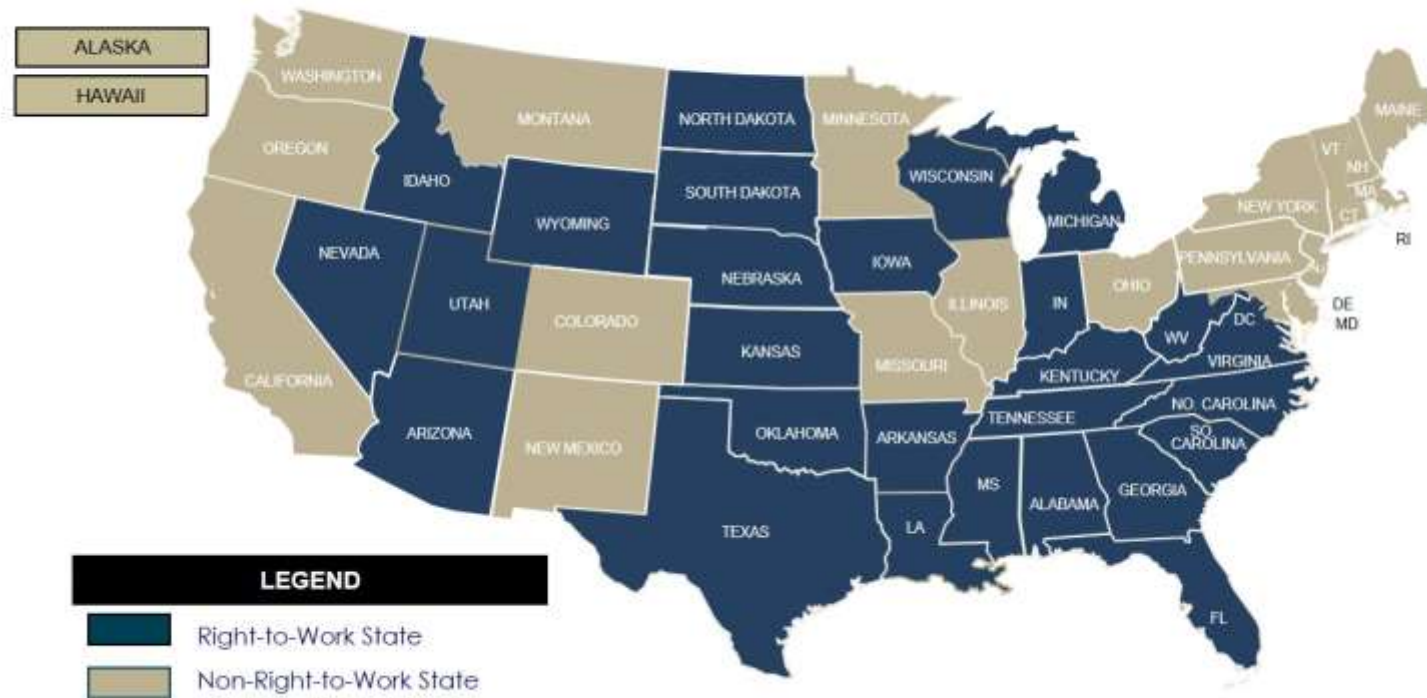 ALASKA
HAWAII
WASHINGTON
OREGON
CALIFORNIA
NEVADA
IDAHO
MONTANA
WYOMING
UTAH
COLORADO
ARIZONA
NEW MEXICO
NORTH DAKOTA
SOUTH DAKOTA
NEBRASKA
KANSAS
OKLAHOMA
TEXAS
MINNESOTA
IOWA
MISSOURI
ARKANSAS
LA
WISCONSIN
ILLINOIS
MICHIGAN
IN
OHIO
KENTUCKY
TENNESSEE
MS
ALABAMA
GEORGIA
FL
SO.
CAROLINA
NO. CAROLINA
VIRGINIA
WV
DC
PENNSYLVANIA
NEW YORK
NJ
DE
MD
VT
NH
MA
CT
RI
MAINE
LEGEND
Right-to-Work State
Non-Right-to-Work State